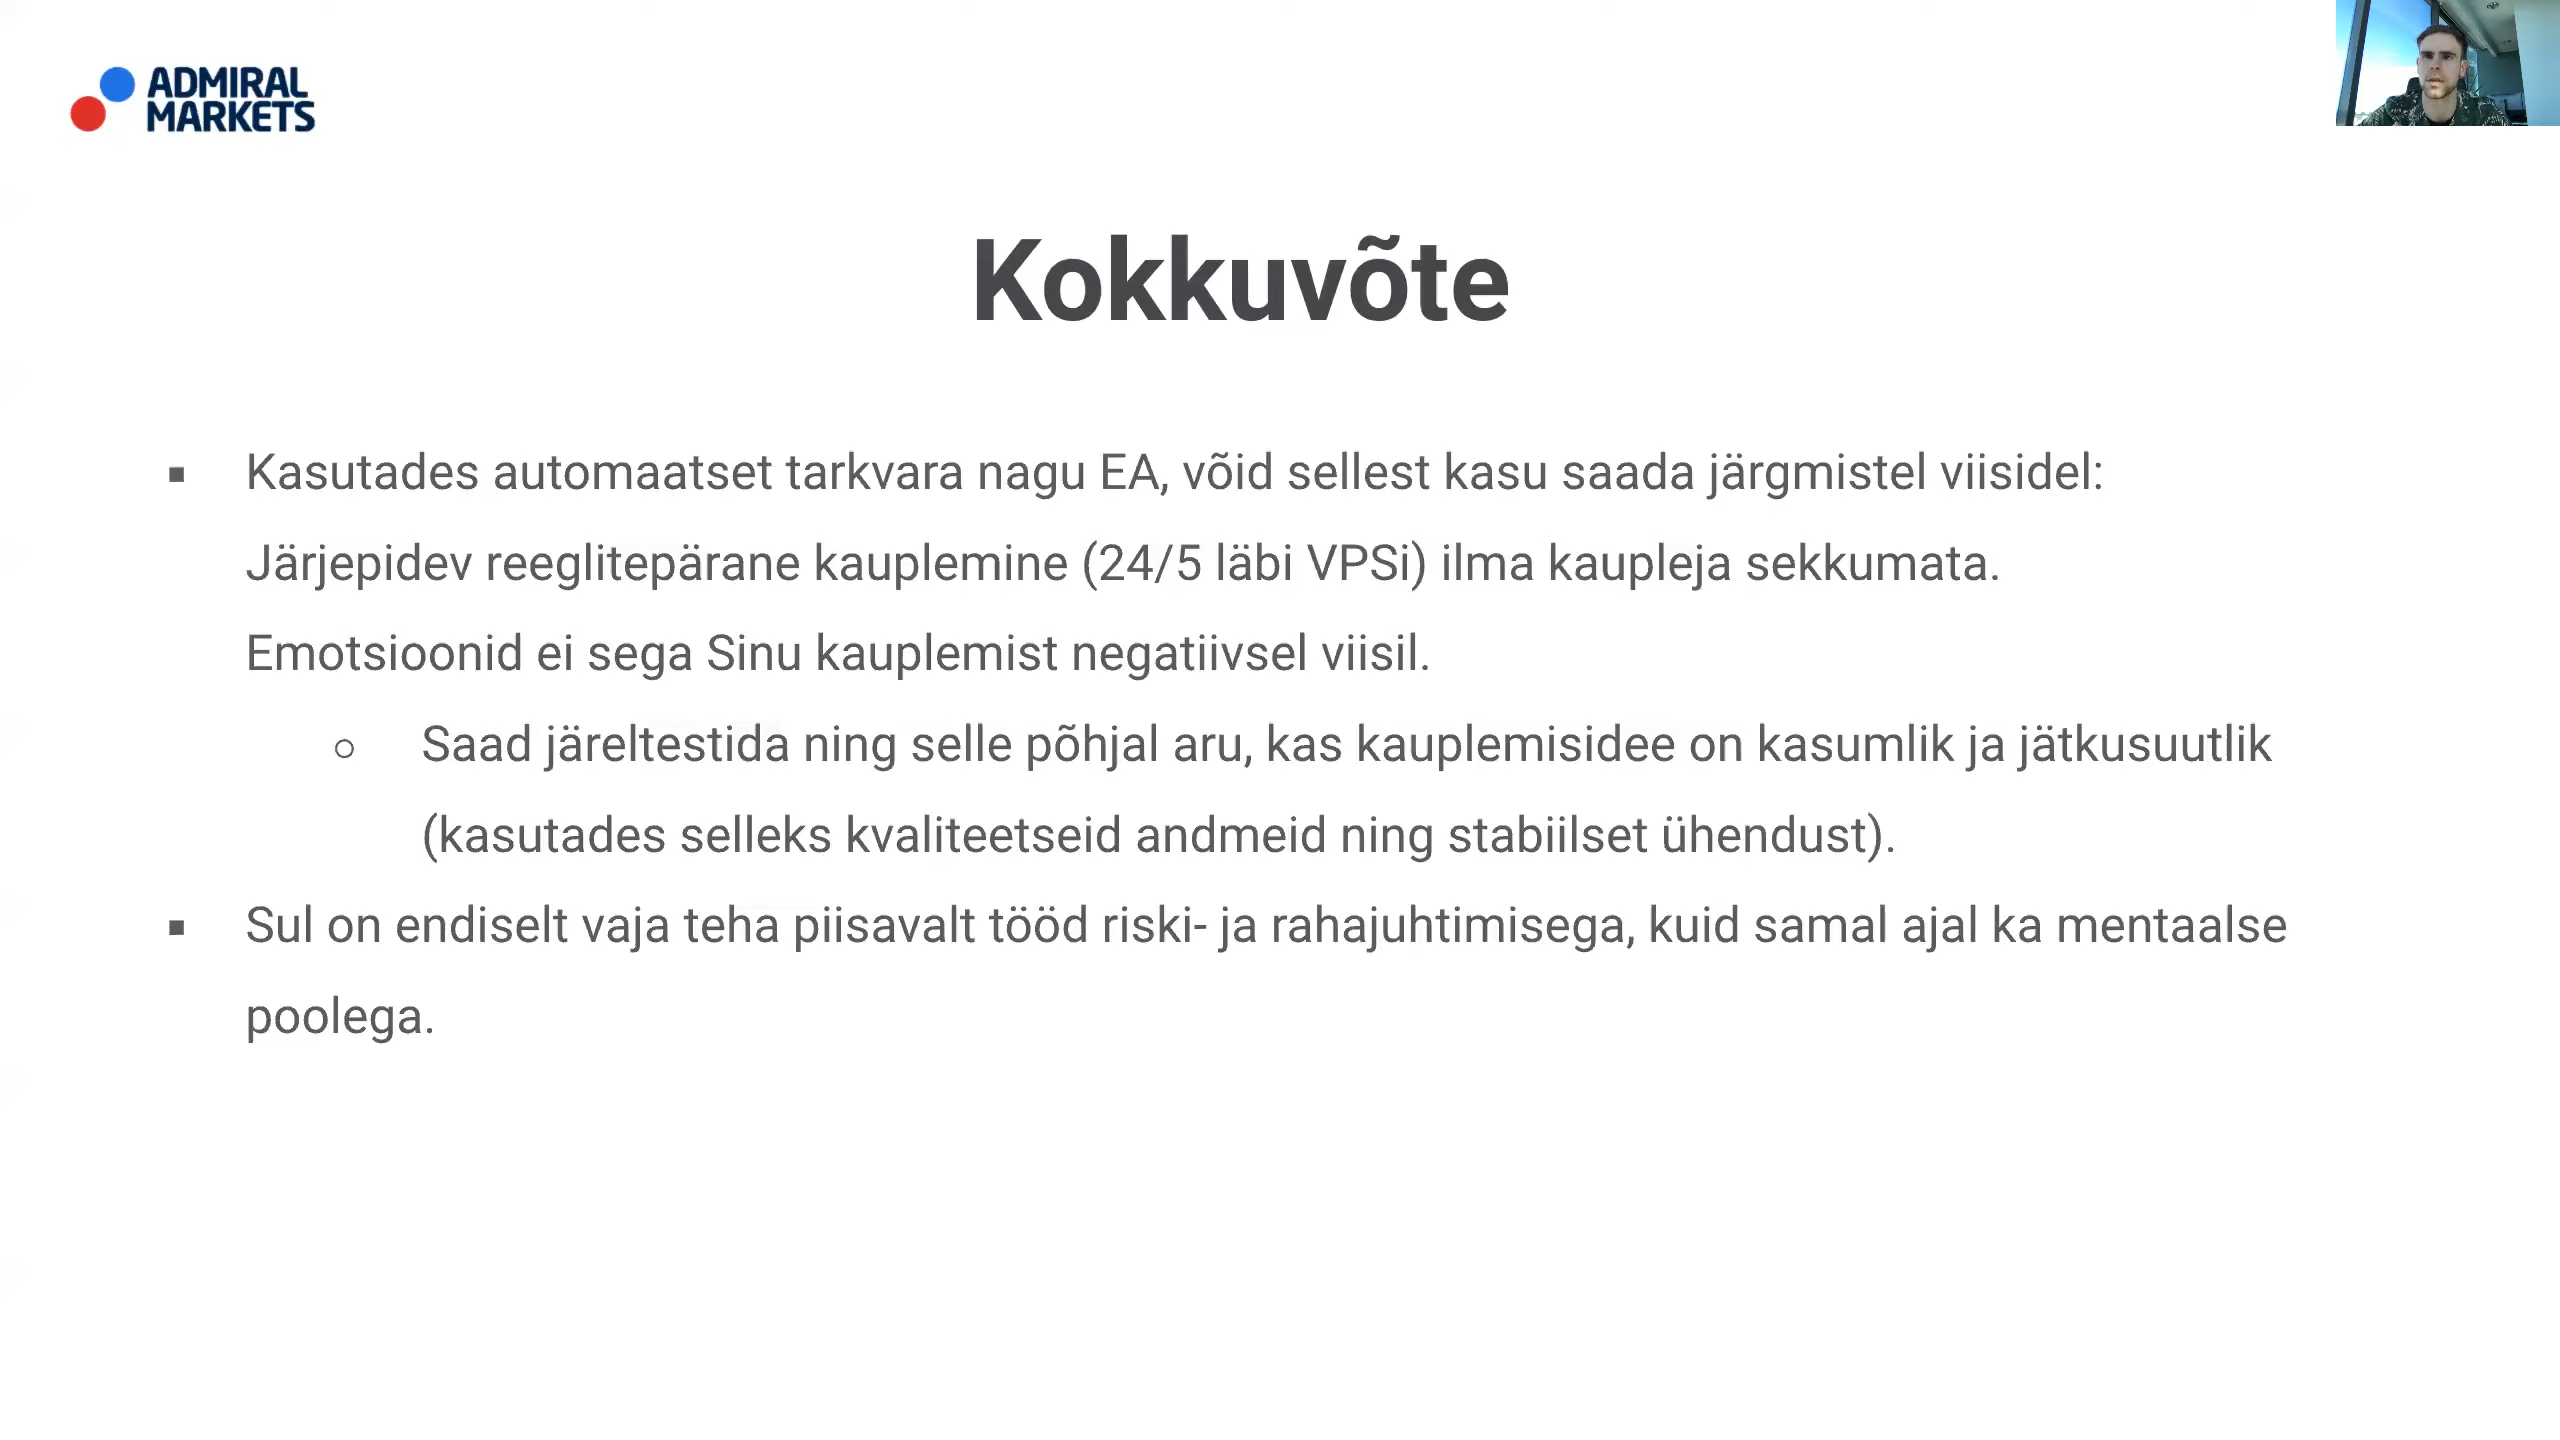 ADMIRAL
MARKETS
Kokkuvõte
▪ Kasutades automaatset tarkvara nagu EA, võid sellest kasu saada järgmistel viisidel:
Järjepidev reeglitepärane kauplemine (24/5 läbi VPSi) ilma kaupleja sekkumata.
Emotsioonid ei sega Sinu kauplemist negatiivsel viisil.
○ Saad järeltestida ning selle põhjal aru, kas kauplemisidee on kasumlik ja jätkusuutlik
(kasutades selleks kvaliteetseid andmeid ning stabiilset ühendust).
▪ Sul on endiselt vaja teha piisavalt tööd riski- ja rahajuhtimisega, kuid samal ajal ka mentaalse
poolega.